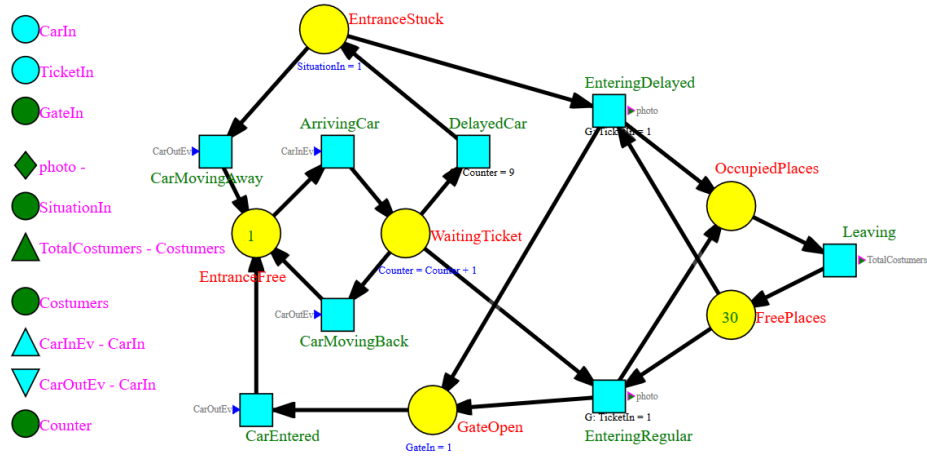 CarIn
TicketIn
GateIn
photo -
SituationIn
TotalCostumers - Costumers
Costumers
CarInEv - CarIn
CarOutEv - CarIn
Counter
EntranceStuck
SituationIn = 1
EnteringDelayed
photo
G: TicketIn = 1
ArrivingCar
CarInEv
DelayedCar
Counter = 9
CarOutEv
CarMovingAway
OccupiedPlaces
Leaving
TotalCostumers
1
EntranceFree
WaitingTicket
Counter = Counter + 1
CarOutEv
CarMovingBack
30
FreePlaces
CarOutEv
CarEntered
GateOpen
GateIn = 1
photo
G: TicketIn = 1
EnteringRegular